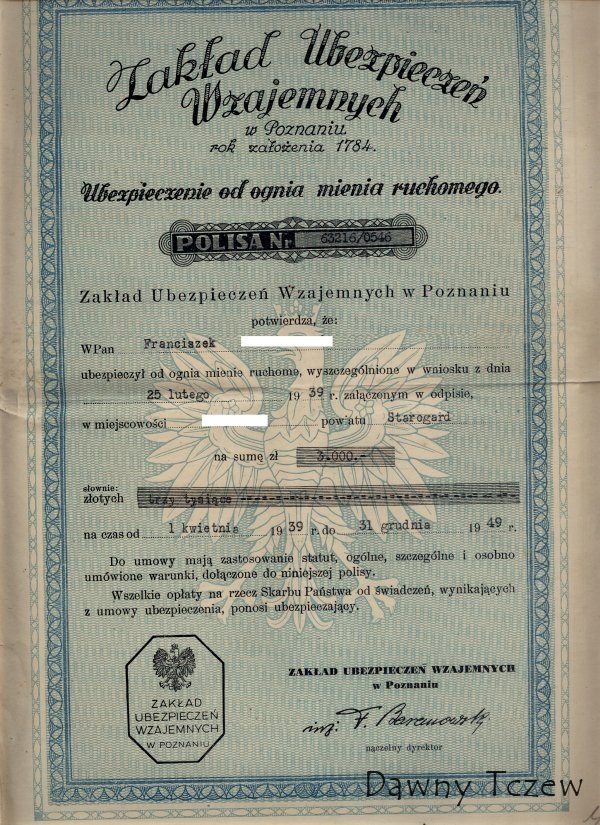 Zakład Ubezpieczeń
Wzajemnych
w Poznaniu
rok założenia 1784.
Ubezpieczenie od ognia mienia ruchomego.
POLISA Nr. 63216/0546
Zakład Ubezpieczeń Wzajemnych w Poznaniu
potwierdza, że:
WPan Franciszek
ubezpieczył od ognia mienie ruchome, wyszczególnione w wniosku z dnia
25 lutego 1939 r. załączonym w odpisie,
w miejscowości powiatu Starogard
na sumę zł 3.000.-
słownie:
złotych trzy tysiące
na czas od 1 kwietnia 1939 r. do 31 grudnia 1949 r.
Do umowy mają zastosowanie statut, ogólne, szczególne i osobno
umówione warunki, dołączone do niniejszej polisy.
Wszelkie opłaty na rzecz Skarbu Państwa od świadczeń, wynikających
z umowy ubezpieczenia, ponosi ubezpieczający.
ZAKŁAD UBEZPIECZEŃ WZAJEMNYCH
w Poznaniu
inż. F. Baranowski
naczelny dyrektor
ZAKŁAD
UBEZPIECZEŃ
WZAJEMNYCH
W POZNANIU
Dawny Tczew